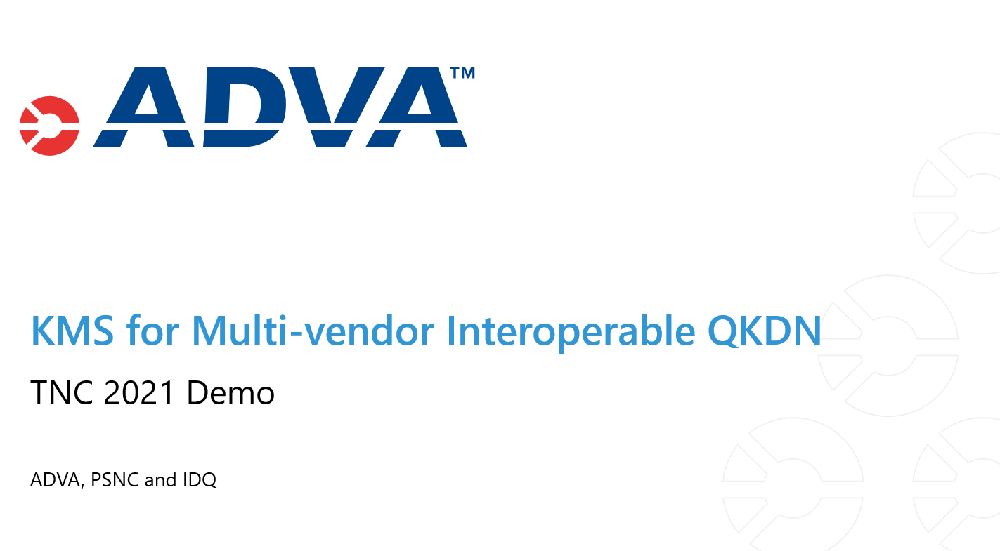 ADVA™
KMS for Multi-vendor Interoperable QKDN
TNC 2021 Demo
ADVA, PSNC and IDQ